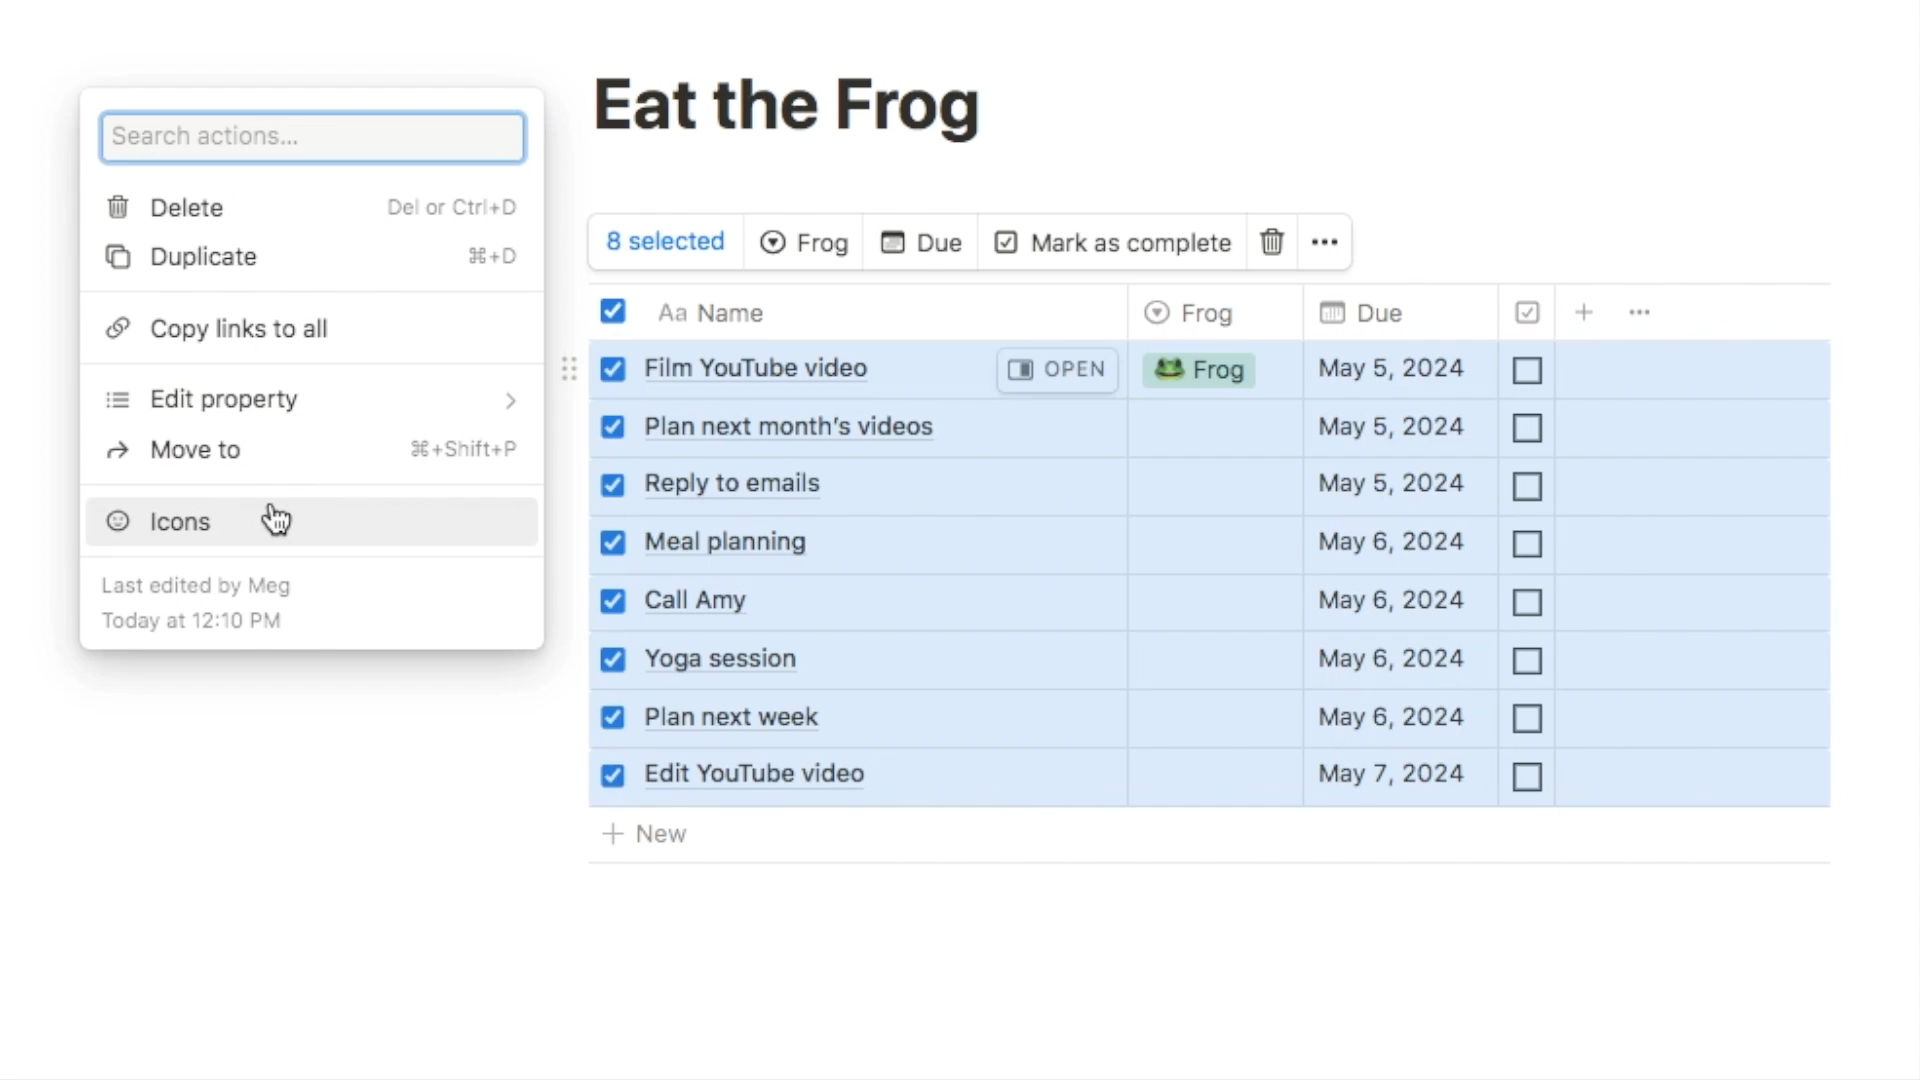 Eat the Frog
Search actions...
Delete Del or Ctrl+D
Duplicate ⌘+D
Copy links to all
Edit property
Move to ⌘+Shift+P
Icons
Last edited by Meg
Today at 12:10 PM
8 selected Frog Due Mark as complete
Aa Name Frog Due
Film YouTube video OPEN Frog May 5, 2024
Plan next month's videos May 5, 2024
Reply to emails May 5, 2024
Meal planning May 6, 2024
Call Amy May 6, 2024
Yoga session May 6, 2024
Plan next week May 6, 2024
Edit YouTube video May 7, 2024
+ New